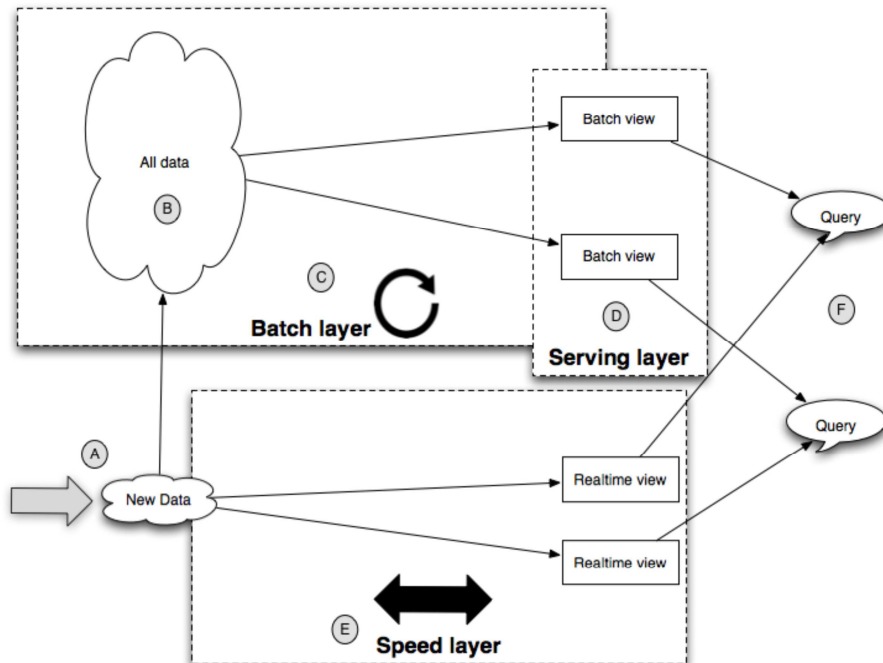 Batch view
All data
B
Query
Batch view
C
D
F
Batch layer
Serving layer
Query
A
Realtime view
New Data
Realtime view
E
Speed layer